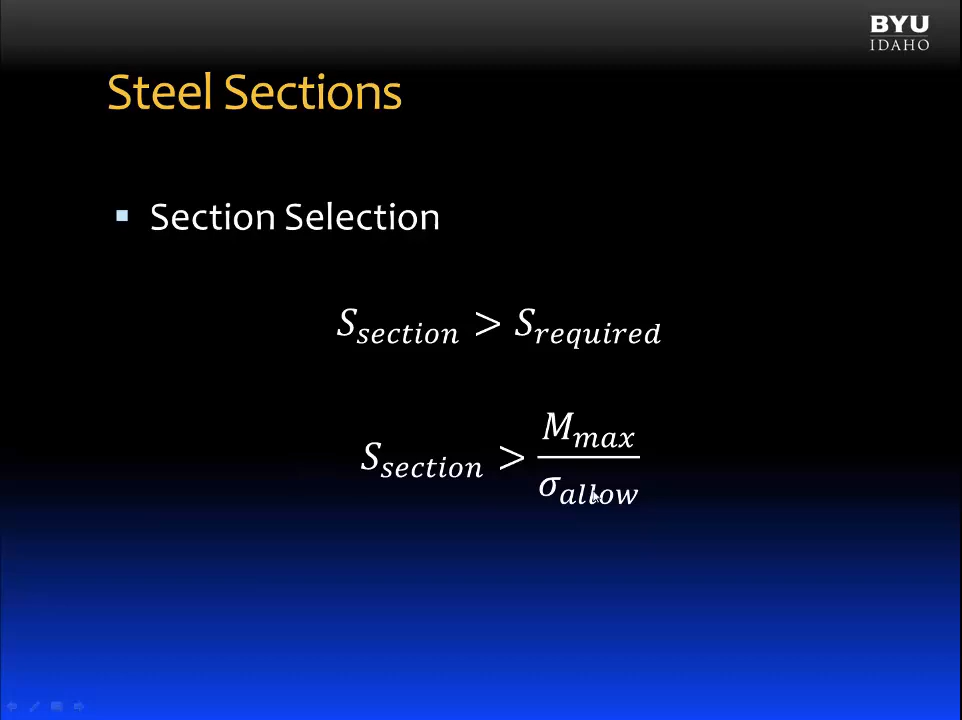 BYU
IDAHO
Steel Sections
Section Selection
S_section > S_required
S_section > M_max / σ_allow